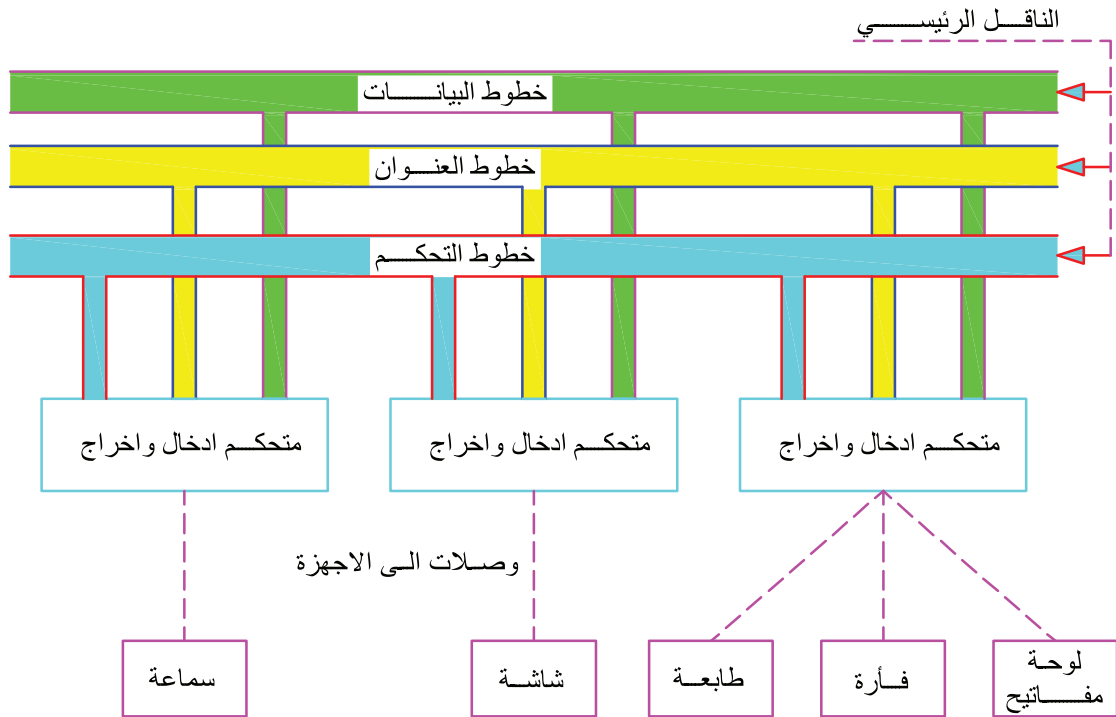 الناقل الرئيسي
خطوط البيانات
خطوط العنوان
خطوط التحكم
متحكم ادخال واخراج
متحكم ادخال واخراج
متحكم ادخال واخراج
وصلات الى الاجهزة
لوحة
مفاتيح
فأرة
طابعة
شاشة
سماعة